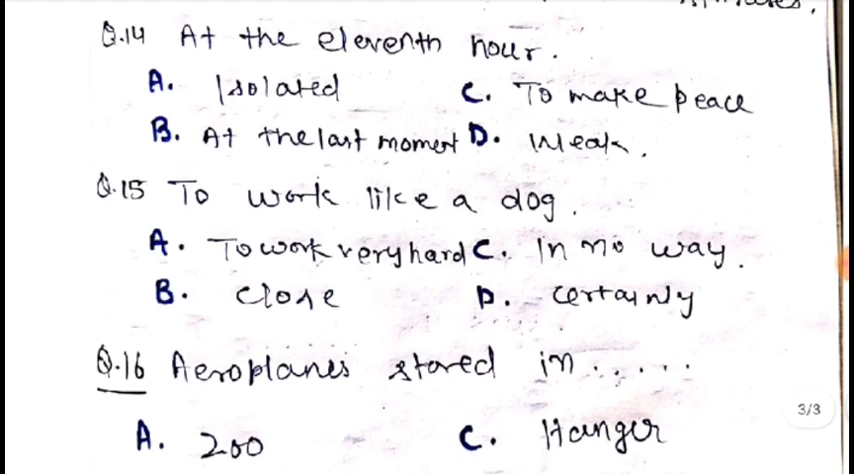 Q.14 At the eleventh hour.
A. Isolated C. To make peace
B. At the last moment D. Weak.
Q.15 To work like a dog.
A. To work very hard C. In no way.
B. Close D. Certainly
Q.16 Aeroplanes stored in.....
3/3
A. 200 C. Hanger